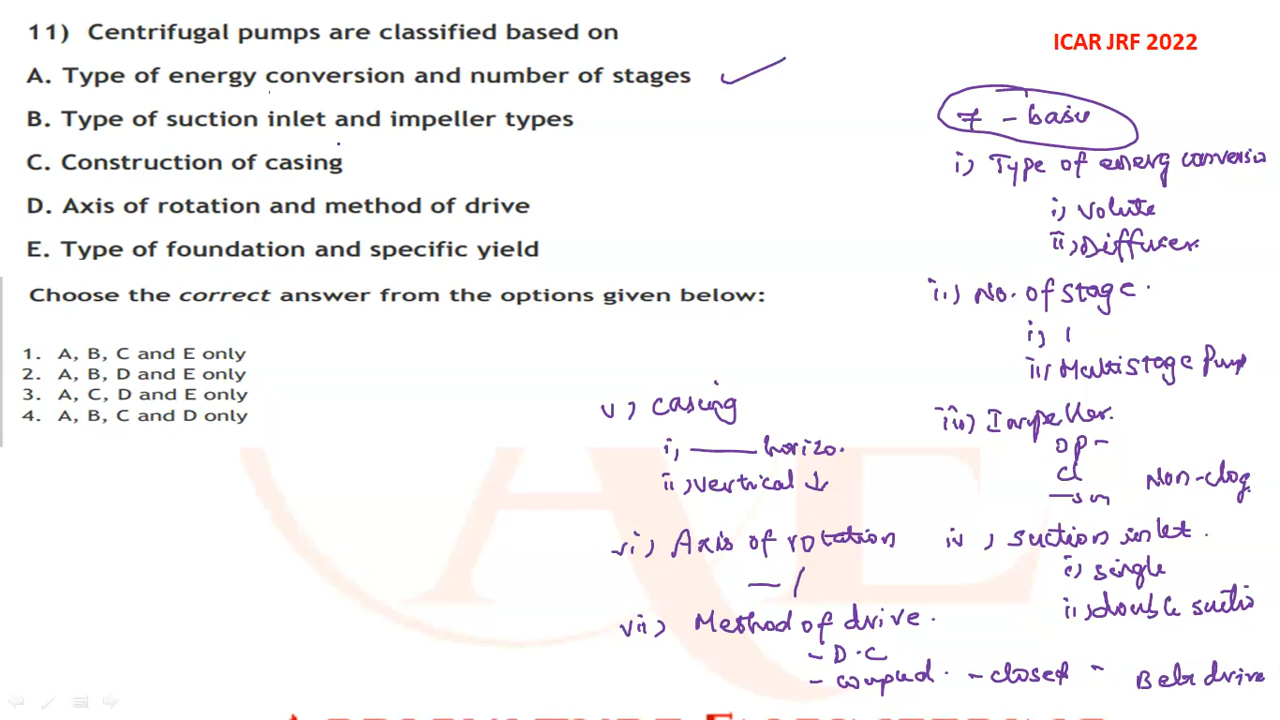 11) Centrifugal pumps are classified based on
A. Type of energy conversion and number of stages
B. Type of suction inlet and impeller types
C. Construction of casing
D. Axis of rotation and method of drive
E. Type of foundation and specific yield
Choose the correct answer from the options given below:
1. A, B, C and E only
2. A, B, D and E only
3. A, C, D and E only
4. A, B, C and D only
ICAR JRF 2022
7 - basis
i) Type of energy conversio
i) Volute
ii) Diffuser.
ii) No. of stage.
i) 1
ii) Multistage Pump
iii) Impeller.
op -
cl Non-clog
iv) suction inlet.
i) single
ii) double suctio
v) casing
i) horizo.
ii) vertical ↓
vi) Axis of rotation
vii) Method of drive.
- D.C
- coupled. - closed - Belt drive